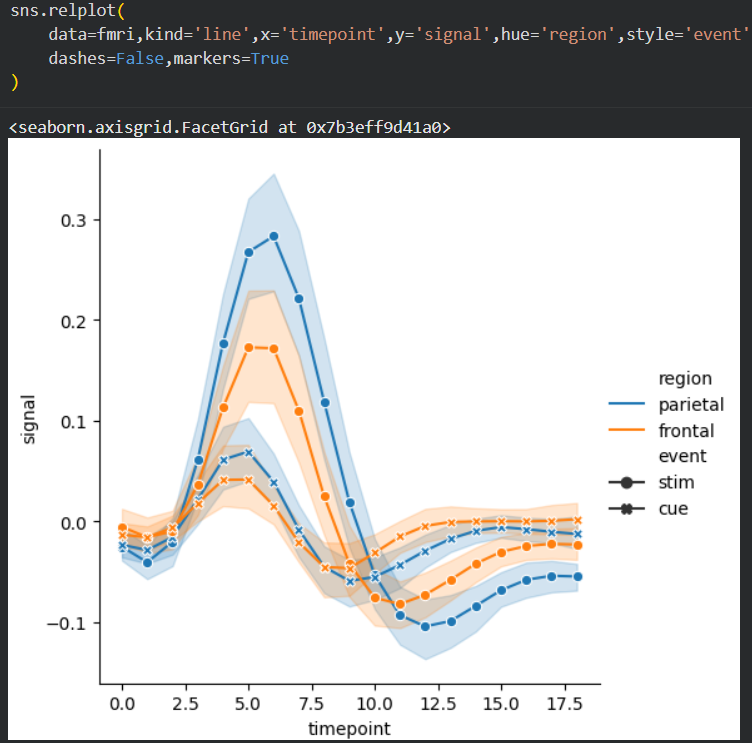 sns.relplot(
data=fmri,kind='line',x='timepoint',y='signal',hue='region',style='event'
dashes=False,markers=True
)
<seaborn.axisgrid.FacetGrid at 0x7b3eff9d41a0>
0.3
0.2
0.1
0.0
−0.1
signal
0.0 2.5 5.0 7.5 10.0 12.5 15.0 17.5
timepoint
region
parietal
frontal
event
stim
cue